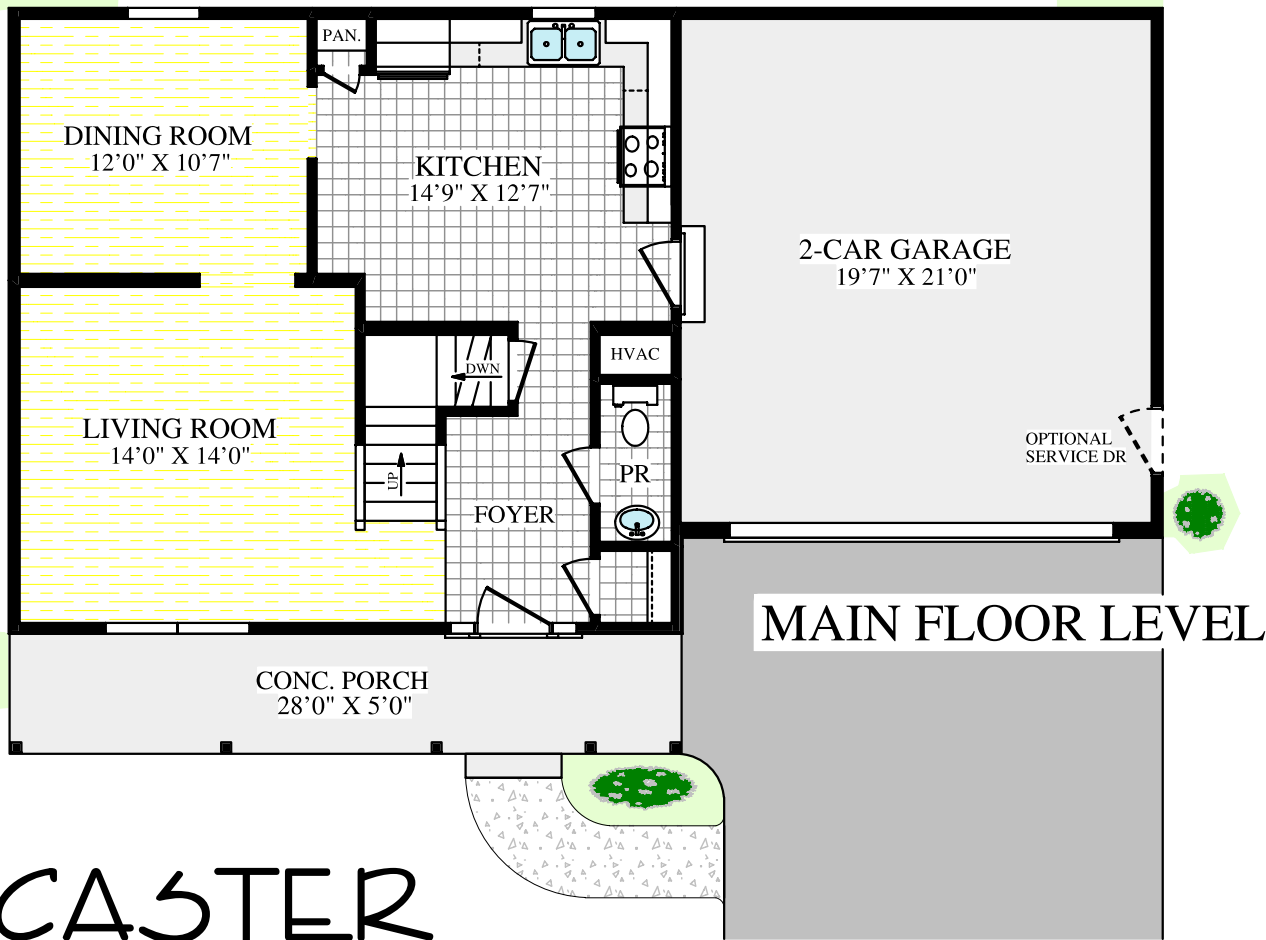 PAN.
DINING ROOM
12'0" X 10'7"
KITCHEN
14'9" X 12'7"
2-CAR GARAGE
19'7" X 21'0"
HVAC
DWN
LIVING ROOM
14'0" X 14'0"
OPTIONAL
SERVICE DR
UP
PR
FOYER
MAIN FLOOR LEVEL
CONC. PORCH
28'0" X 5'0"
CASTER